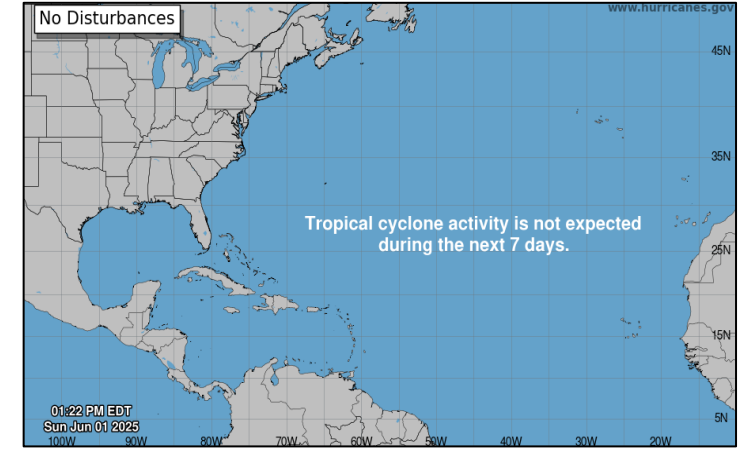 No Disturbances
www.hurricanes.gov
45N
35N
Tropical cyclone activity is not expected
during the next 7 days.
25N
15N
01:22 PM EDT
Sun Jun 01 2025
5N
100W 90W 80W 70W 60W 50W 40W 30W 20W